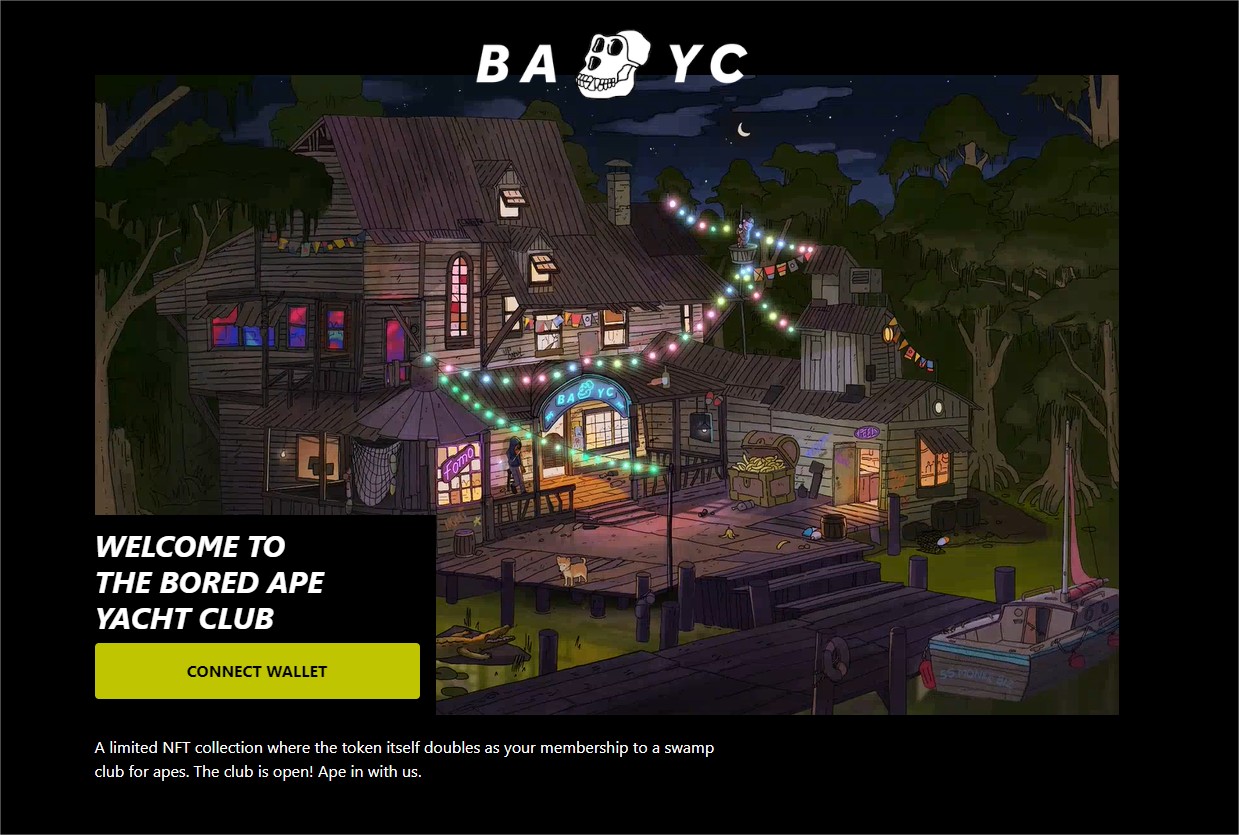 BA YC
BA YC
Fomo
WELCOME TO
THE BORED APE
YACHT CLUB
CONNECT WALLET
A limited NFT collection where the token itself doubles as your membership to a swamp
club for apes. The club is open! Ape in with us.